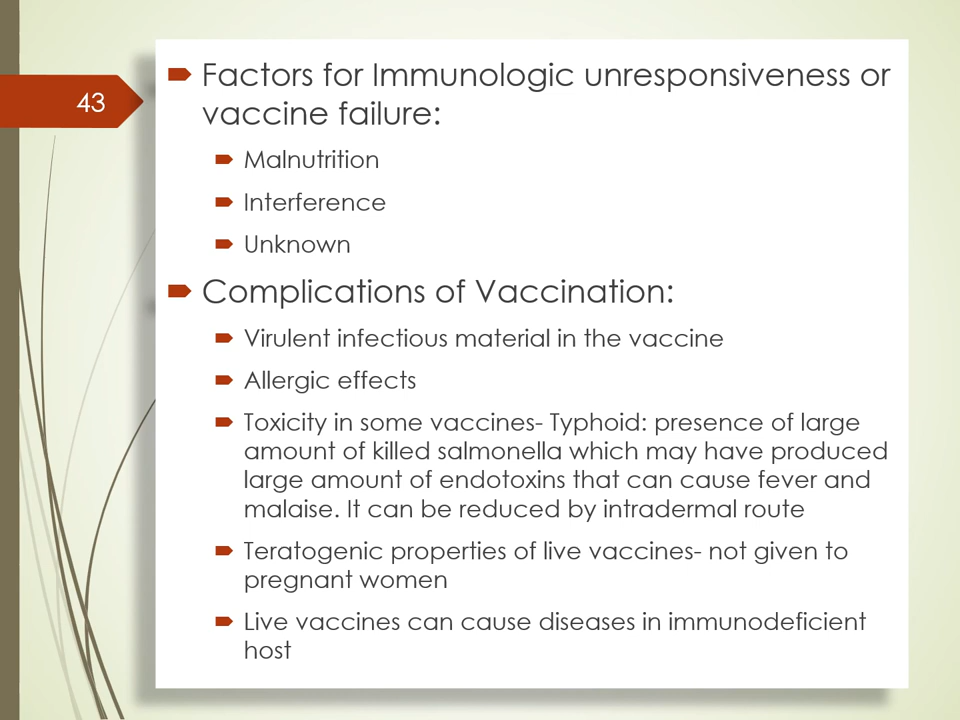 43
Factors for Immunologic unresponsiveness or
vaccine failure:
Malnutrition
Interference
Unknown
Complications of Vaccination:
Virulent infectious material in the vaccine
Allergic effects
Toxicity in some vaccines- Typhoid: presence of large
amount of killed salmonella which may have produced
large amount of endotoxins that can cause fever and
malaise. It can be reduced by intradermal route
Teratogenic properties of live vaccines- not given to
pregnant women
Live vaccines can cause diseases in immunodeficient
host